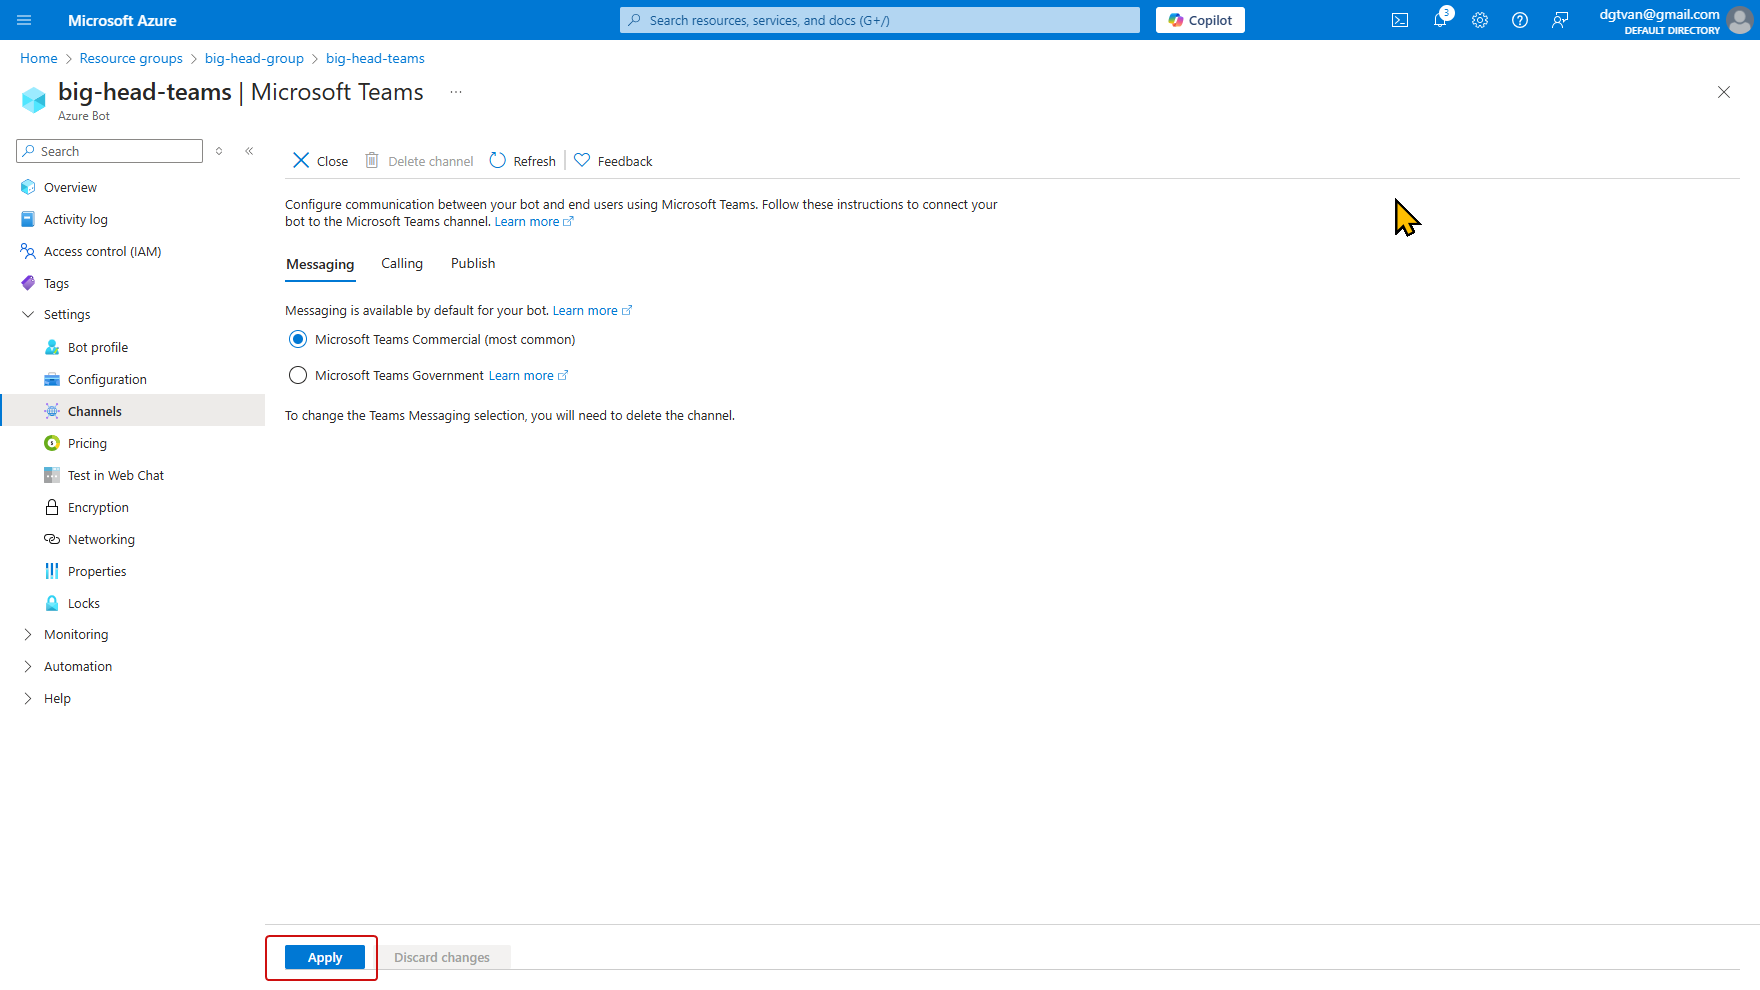 Microsoft Azure
Search resources, services, and docs (G+/)
Copilot
3
dgtvan@gmail.com
DEFAULT DIRECTORY
Home > Resource groups > big-head-group > big-head-teams
big-head-teams | Microsoft Teams ...
Azure Bot
Search
Close
Delete channel
Refresh
Feedback
Overview
Activity log
Access control (IAM)
Tags
Settings
Bot profile
Configuration
Channels
Pricing
Test in Web Chat
Encryption
Networking
Properties
Locks
Monitoring
Automation
Help
Configure communication between your bot and end users using Microsoft Teams. Follow these instructions to connect your
bot to the Microsoft Teams channel. Learn more
Messaging
Calling
Publish
Messaging is available by default for your bot. Learn more
Microsoft Teams Commercial (most common)
Microsoft Teams Government Learn more
To change the Teams Messaging selection, you will need to delete the channel.
Apply
Discard changes